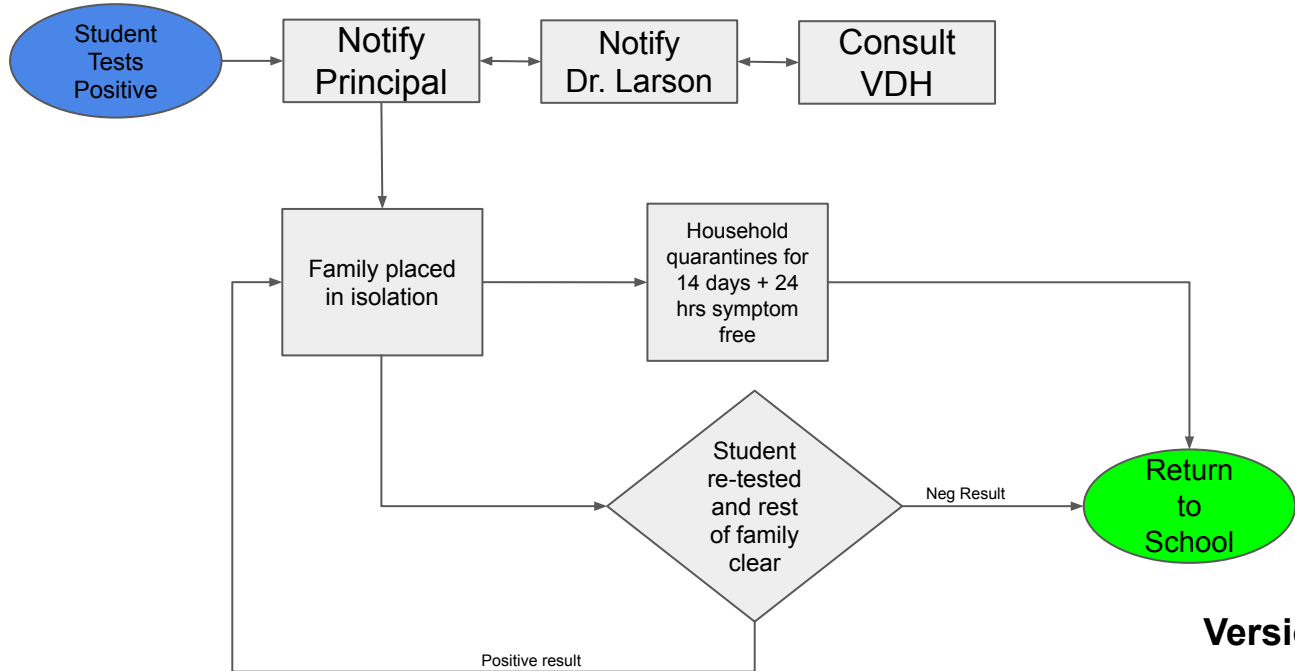 Student
Tests
Positive
Notify
Principal
Notify
Dr. Larson
Consult
VDH
Family placed
in isolation
Household
quarantines for
14 days + 24
hrs symptom
free
Student
re-tested
and rest
of family
clear
Neg Result
Return
to
School
Positive result